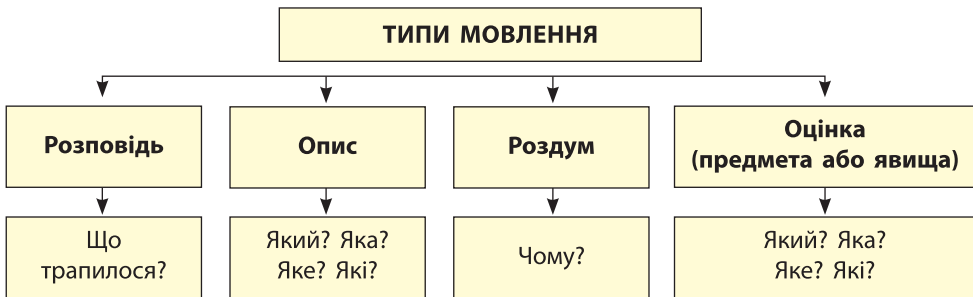 ТИПИ МОВЛЕННЯ
Розповідь
Опис
Роздум
Оцінка
(предмета або явища)
Що
трапилося?
Який? Яка?
Яке? Які?
Чому?
Який? Яка?
Яке? Які?